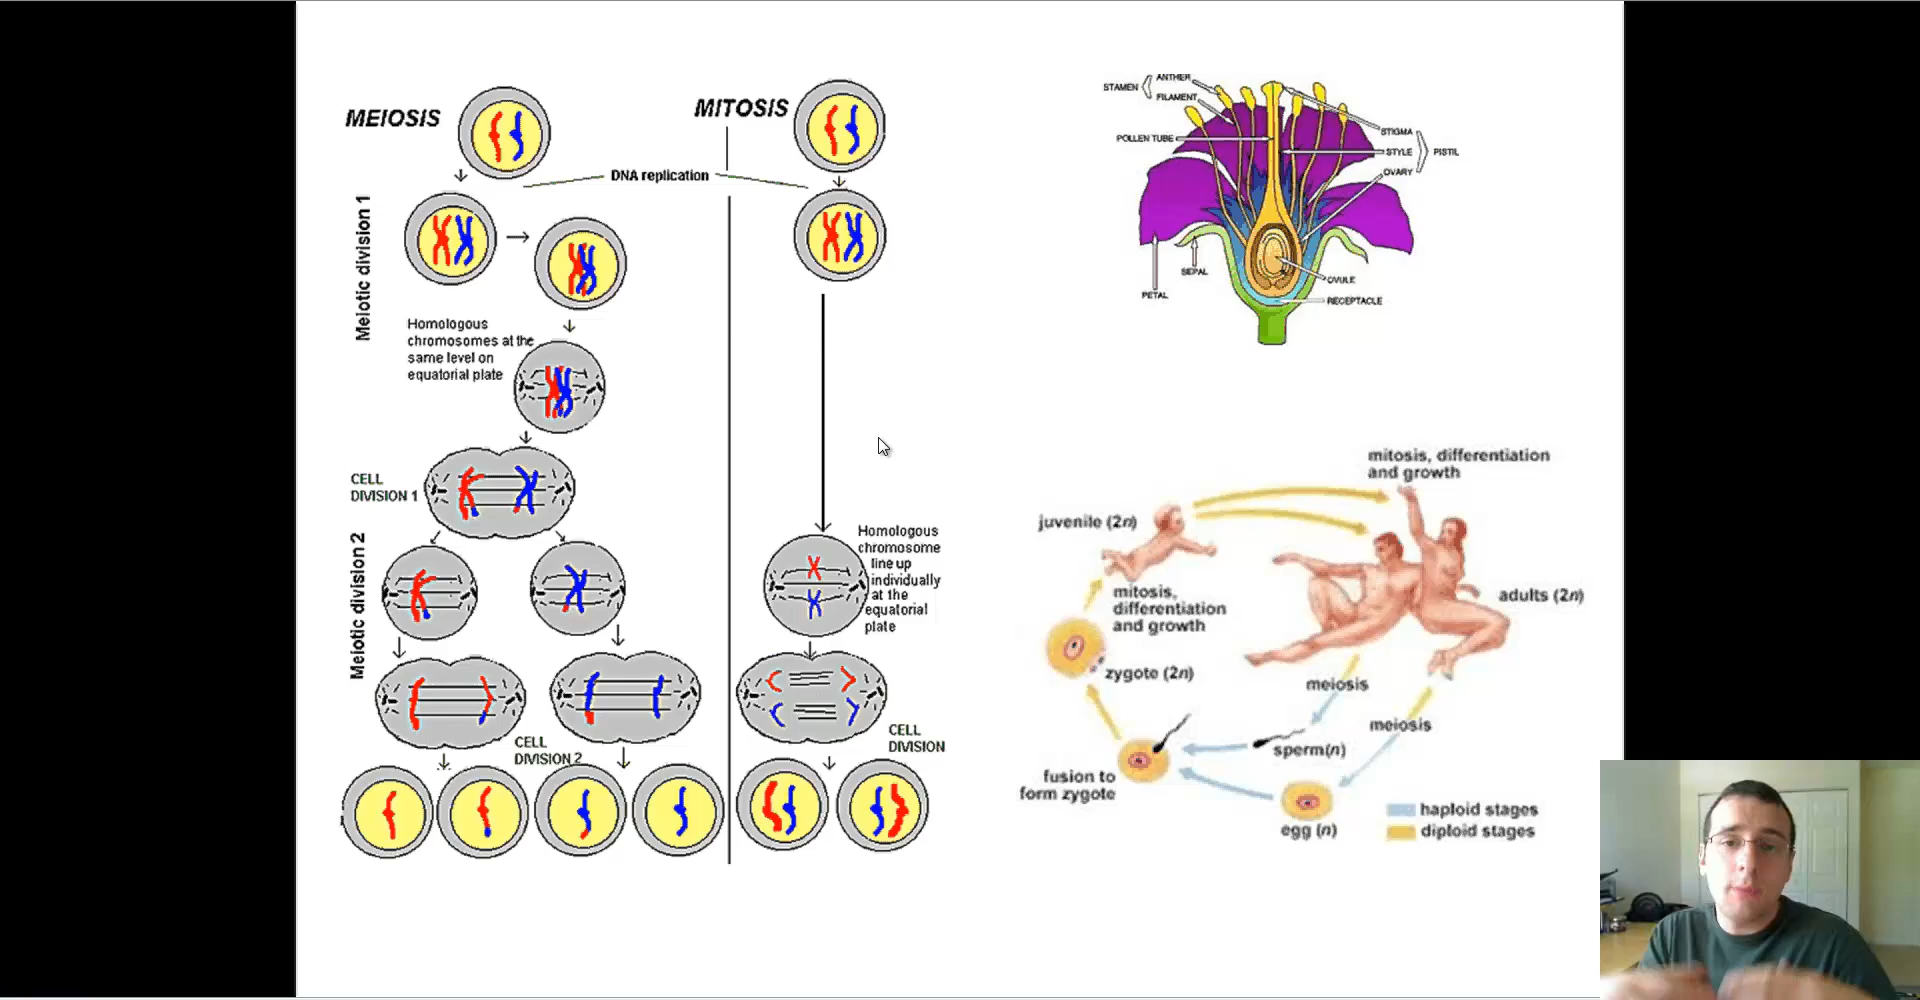 MEIOSIS
MITOSIS
DNA replication
Meiotic division 1
Homologous
chromosomes at the
same level on
equatorial plate
CELL
DIVISION 1
Meiotic division 2
CELL
DIVISION 2
Homologous
chromosome
line up
individually
at the
equatorial
plate
CELL
DIVISION
STAMEN
ANTHER
FILAMENT
POLLEN TUBE
STIGMA
STYLE
PISTIL
OVARY
SEPAL
PETAL
OVULE
RECEPTACLE
mitosis, differentiation
and growth
juvenile (2n)
adults (2n)
mitosis,
differentiation
and growth
zygote (2n)
meiosis
meiosis
sperm(n)
fusion to
form zygote
egg (n)
haploid stages
diploid stages